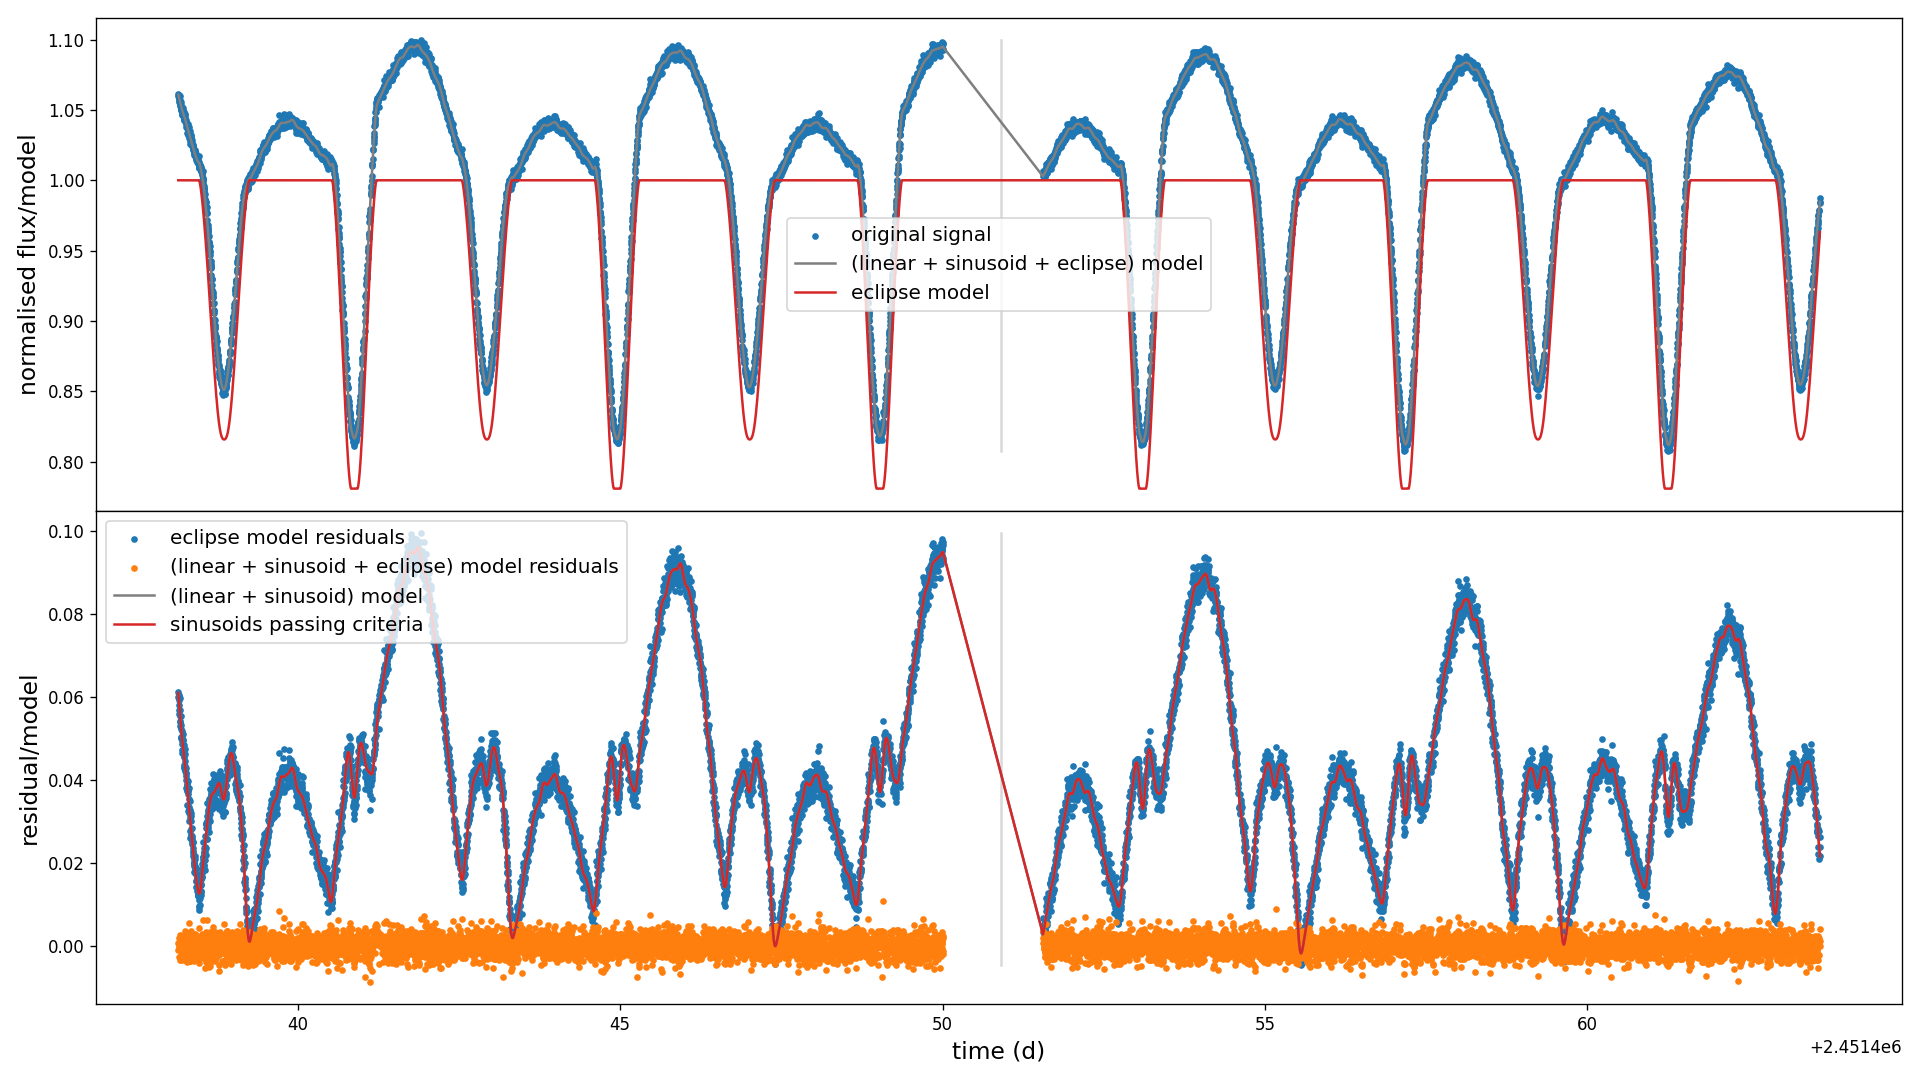 1.10
1.05
1.00
0.95
0.90
0.85
0.80
normalised flux/model
original signal
(linear + sinusoid + eclipse) model
eclipse model
0.10
0.08
0.06
0.04
0.02
0.00
residual/model
eclipse model residuals
(linear + sinusoid + eclipse) model residuals
(linear + sinusoid) model
sinusoids passing criteria
40
45
50
55
60
time (d)
+2.4514e6